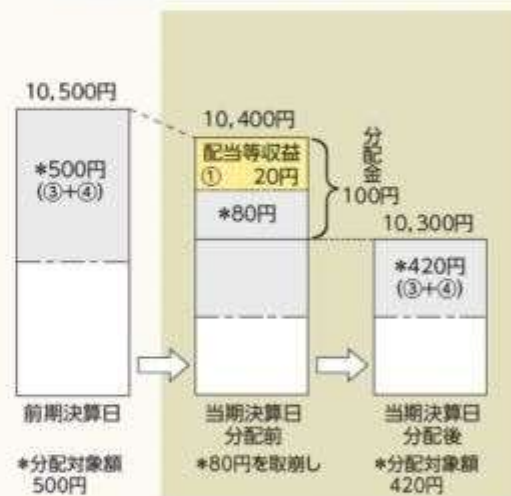 10,500円
*500円
(③+④)
前期決算日
*分配対象額
500円
10,400円
配当等収益
① 20円
*80円
分配金
100円
当期決算日
分配前
*80円を取崩し
10,300円
*420円
(③+④)
当期決算日
分配後
*分配対象額
420円